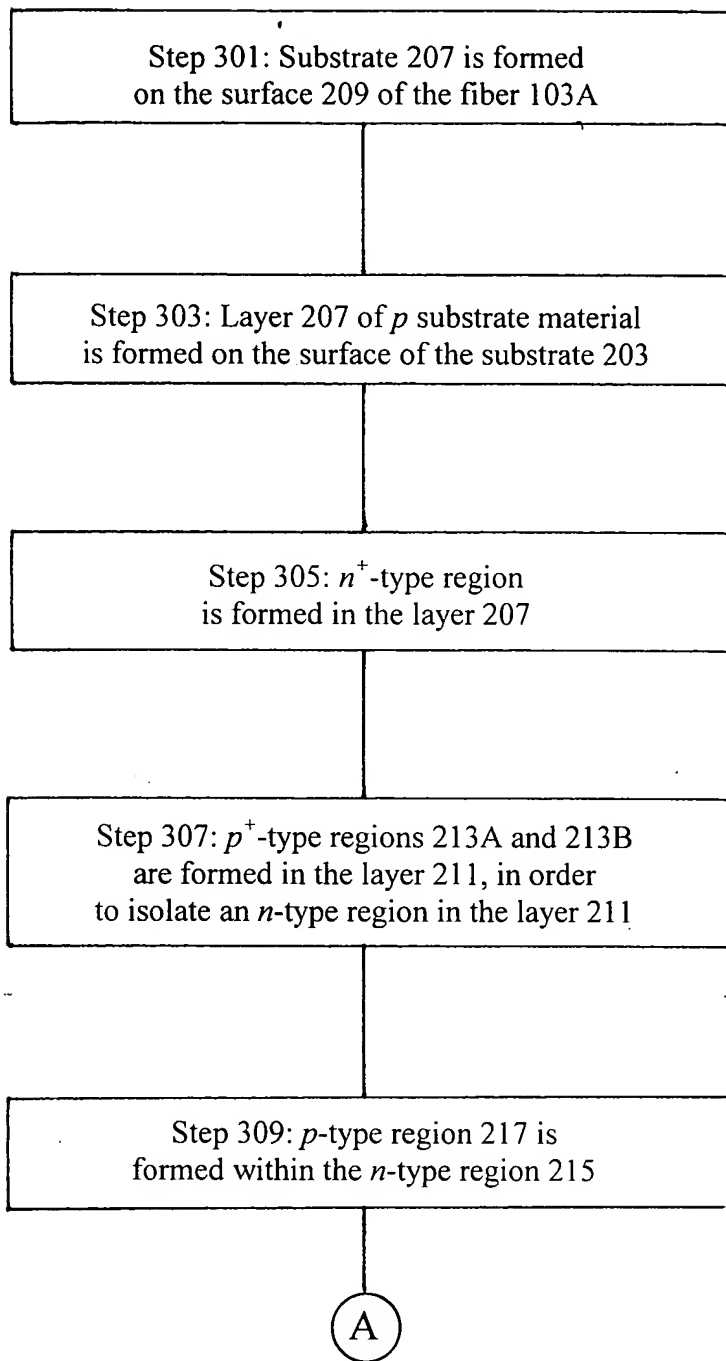 Step 301: Substrate 207 is formed
on the surface 209 of the fiber 103A
Step 303: Layer 207 of p substrate material
is formed on the surface of the substrate 203
Step 305: n⁺-type region
is formed in the layer 207
Step 307: p⁺-type regions 213A and 213B
are formed in the layer 211, in order
to isolate an n-type region in the layer 211
Step 309: p-type region 217 is
formed within the n-type region 215
A